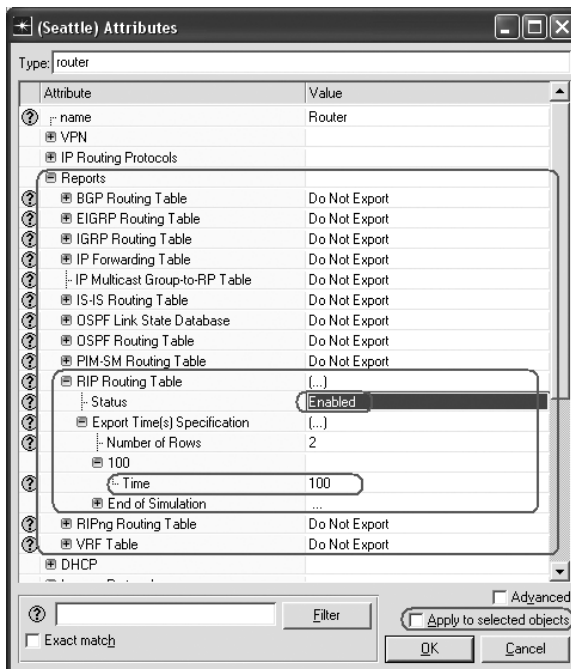 (Seattle) Attributes
Type: router
Attribute Value
name Router
VPN
IP Routing Protocols
Reports
BGP Routing Table Do Not Export
EIGRP Routing Table Do Not Export
IGRP Routing Table Do Not Export
IP Forwarding Table Do Not Export
IP Multicast Group-to-RP Table Do Not Export
IS-IS Routing Table Do Not Export
OSPF Link State Database Do Not Export
OSPF Routing Table Do Not Export
PIM-SM Routing Table Do Not Export
RIP Routing Table (...)
Status Enabled
Export Time(s) Specification (...)
Number of Rows 2
100
Time 100
End of Simulation ...
RIPng Routing Table Do Not Export
VRF Table Do Not Export
DHCP
Advanced
Filter
Apply to selected objects
Exact match
OK Cancel